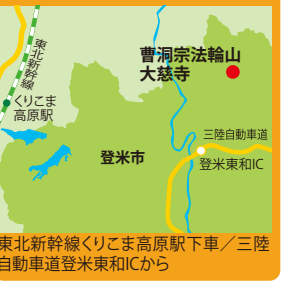 東北新幹線
くりこま
高原駅
曹洞宗法輪山
大慈寺
三陸自動車道
登米東和IC
登米市
東北新幹線くりこま高原駅下車／三陸
自動車道登米東和ICから